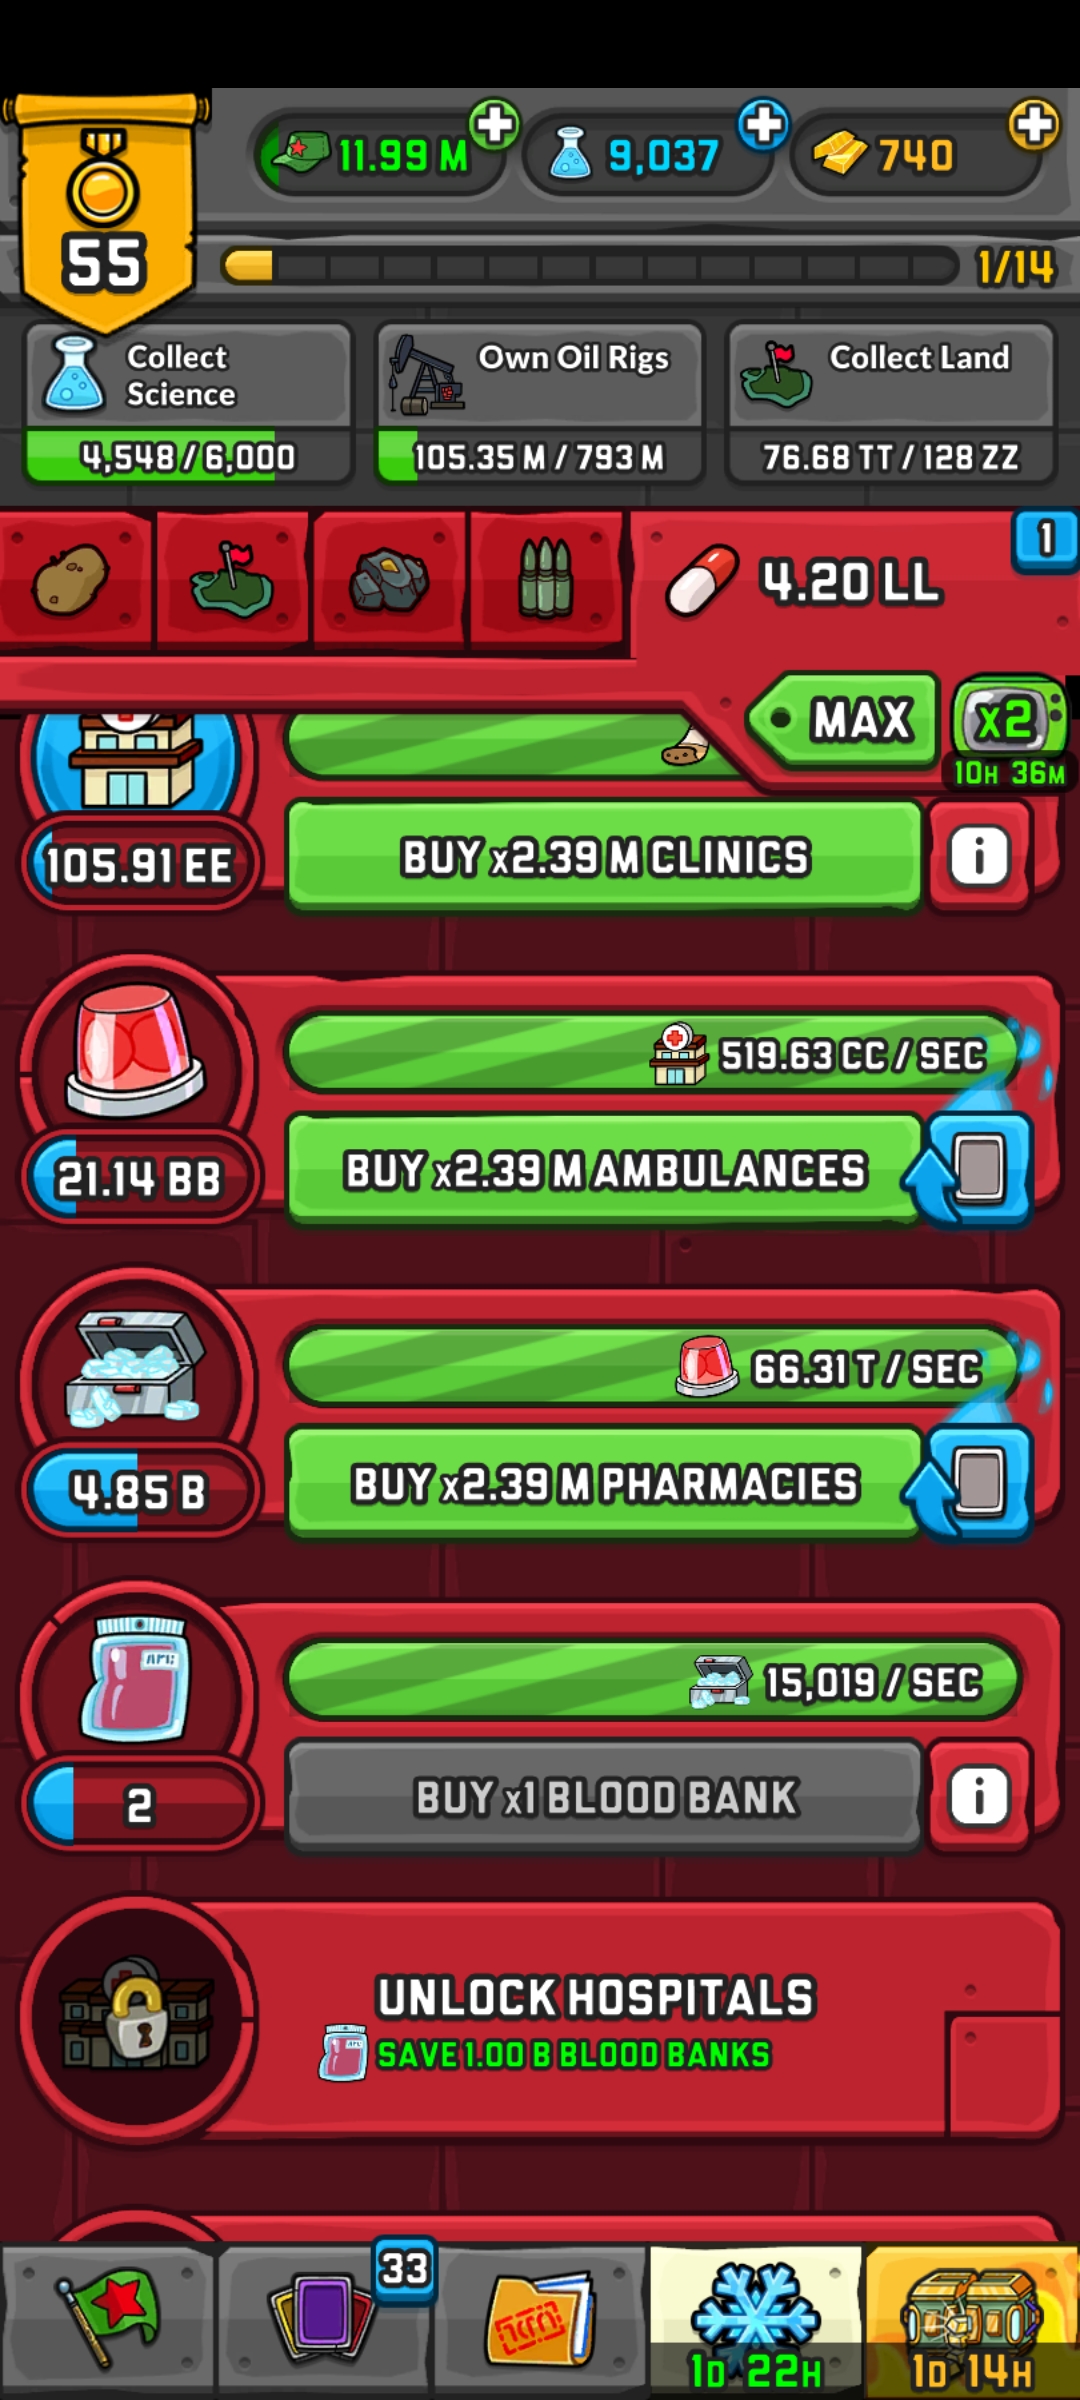 11.99 M
9,037
740
55
1/14
Collect
Science
4,548 / 6,000
Own Oil Rigs
105.35 M / 793 M
Collect Land
76.68 TT / 128 ZZ
4.20 LL
1
MAX
x2
10H 36M
105.91 EE
BUY x2.39 M CLINICS
i
519.63 CC / SEC
21.14 BB
BUY x2.39 M AMBULANCES
66.31 T / SEC
4.85 B
BUY x2.39 M PHARMACIES
15,019 / SEC
2
BUY x1 BLOOD BANK
i
UNLOCK HOSPITALS
SAVE 1.00 B BLOOD BANKS
33
1D 22H
1D 14H